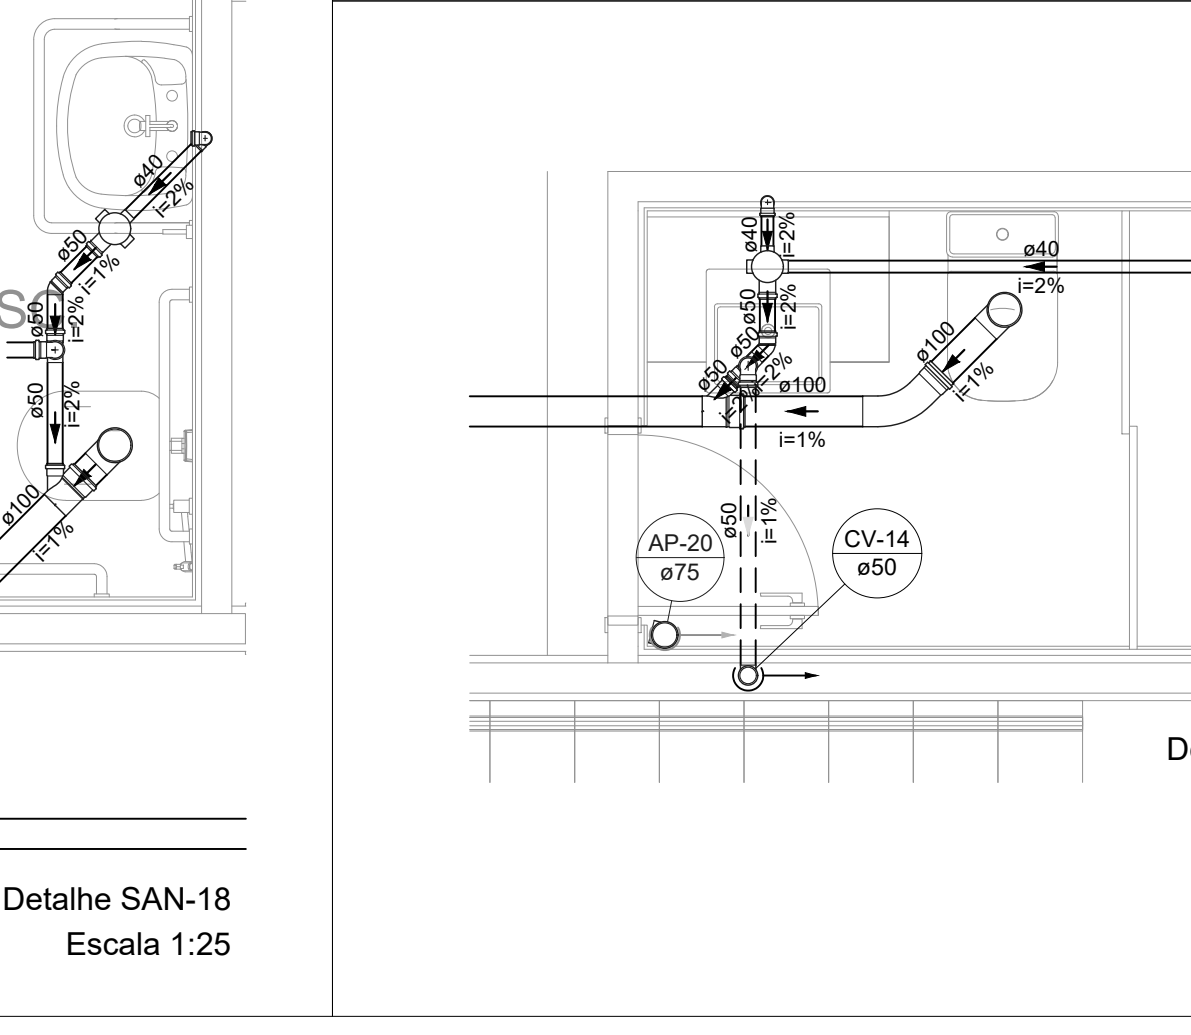 ø40
i=2%
ø50
i=1%
ø50
i=2%
ø50
i=2%
ø100
i=1%
Detalhe SAN-18
Escala 1:25
ø40
i=2%
ø40
i=2%
ø50
i=2%
ø50
i=2%
ø50
i=2%
ø100
i=1%
ø100
i=1%
ø50
i=1%
AP-20
ø75
CV-14
ø50